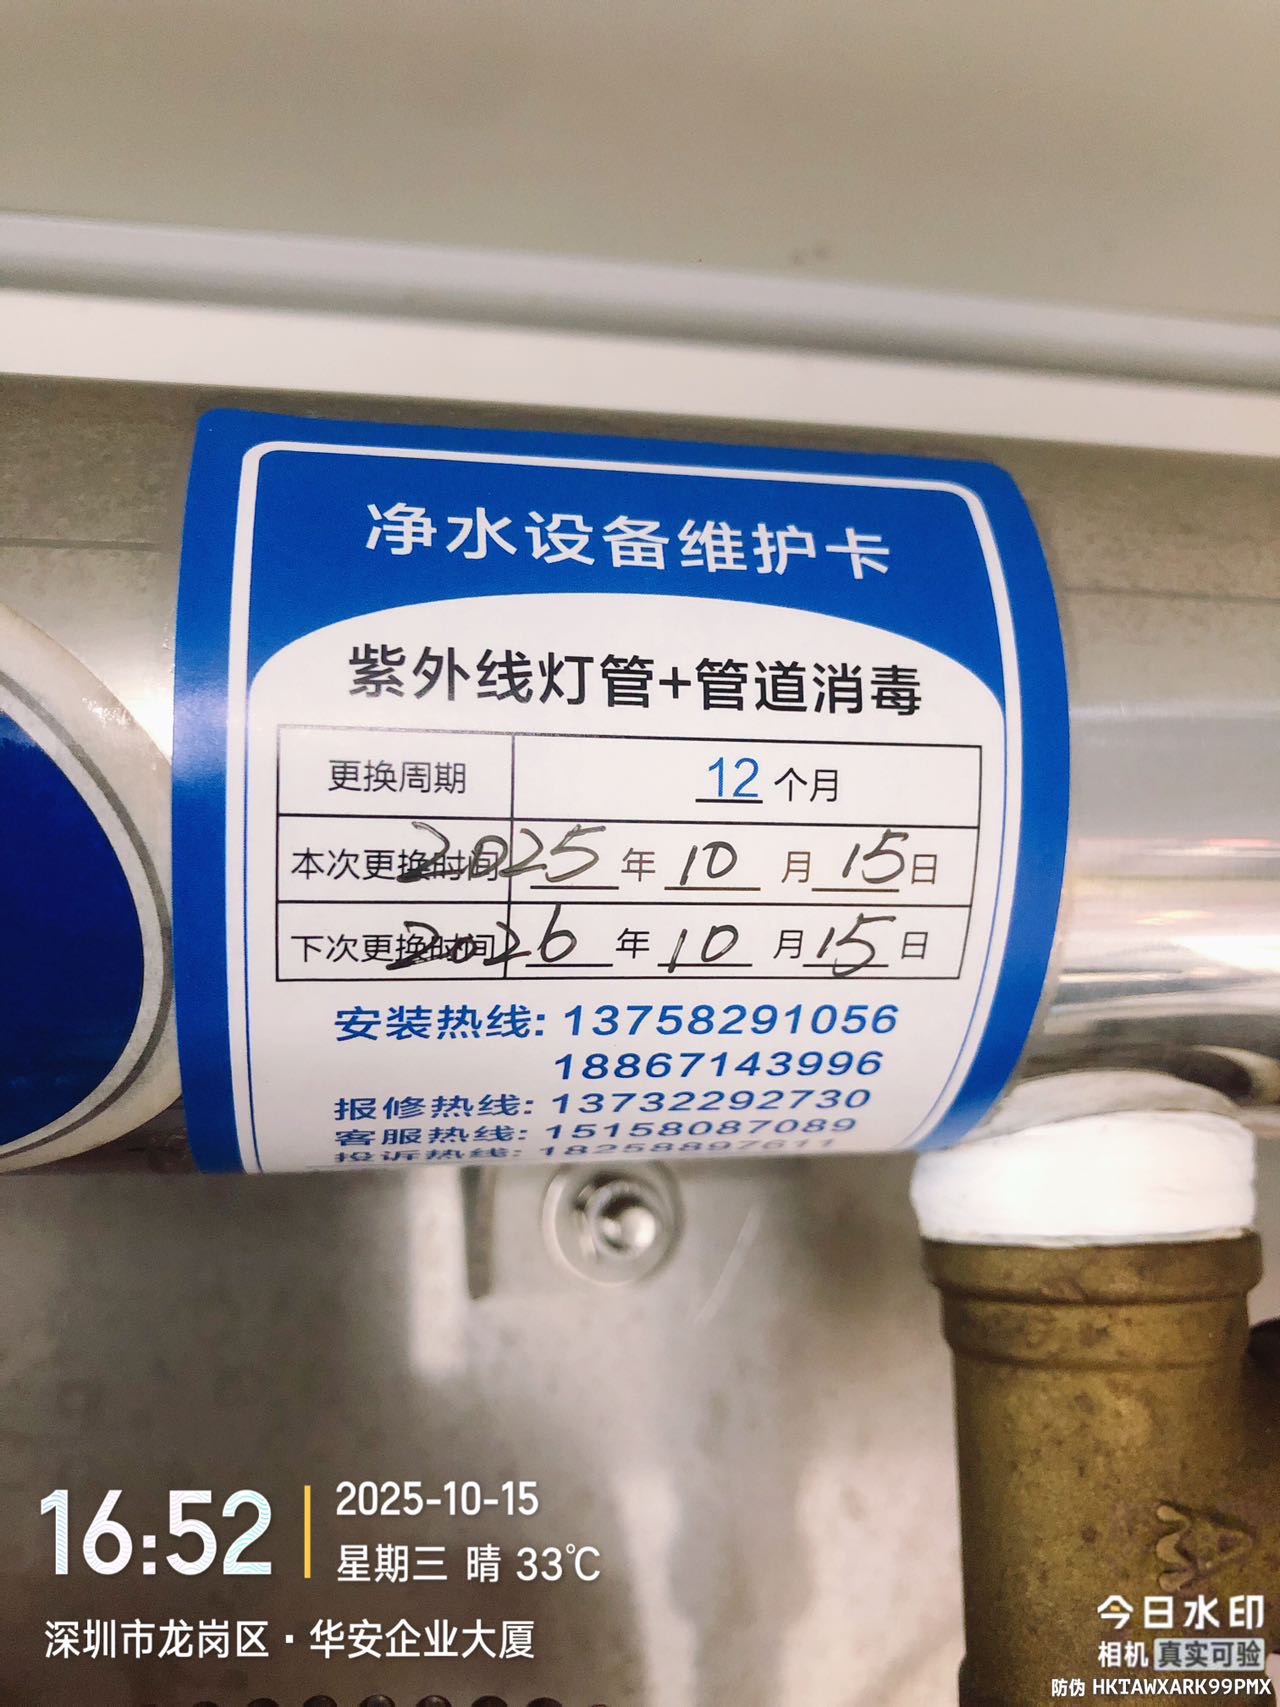 净水设备维护卡
紫外线灯管+管道消毒
更换周期 12 个月
本次更换时间 2025 年 10 月 15 日
下次更换时间 2026 年 10 月 15 日
安装热线: 13758291056
18867143996
报修热线: 13732292730
客服热线: 15158087089
投诉热线: 18258897611
16:52
2025-10-15
星期三 晴 33℃
深圳市龙岗区·华安企业大厦
今日水印
相机 真实可验
防伪 HKTAWXARK99PMX